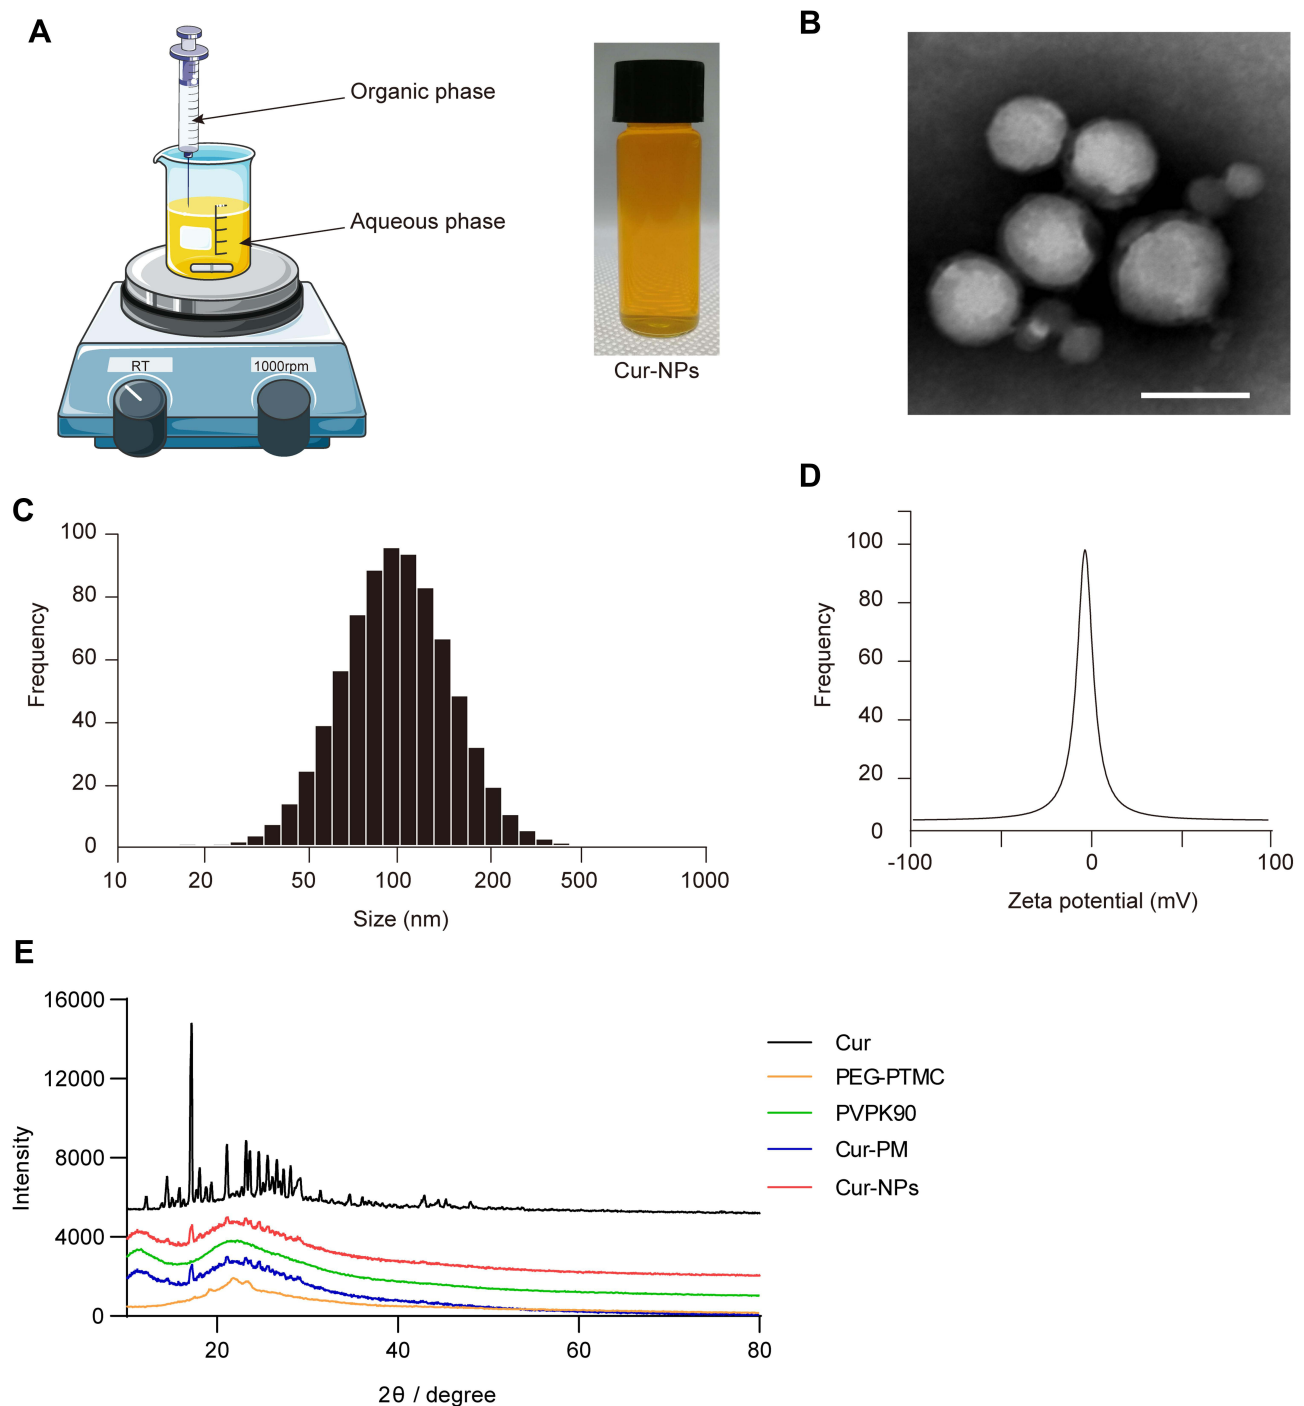 A
Organic phase
Aqueous phase
RT
1000rpm
Cur-NPs
B
C
100
80
60
40
20
0
Frequency
10 20 50 100 200 500 1000
Size (nm)
D
100
80
60
40
20
0
Frequency
-100 0 100
Zeta potential (mV)
E
16000
12000
8000
4000
0
Intensity
20 40 60 80
2θ / degree
Cur
PEG-PTMC
PVPK90
Cur-PM
Cur-NPs